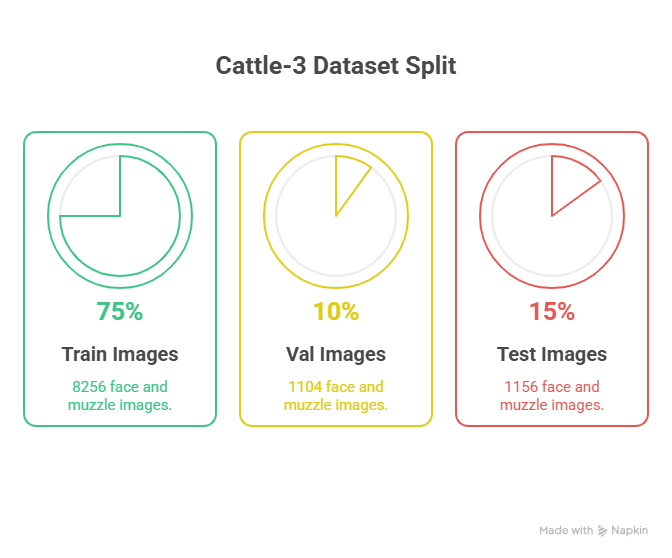 Cattle-3 Dataset Split
75%
Train Images
8256 face and
muzzle images.
10%
Val Images
1104 face and
muzzle images.
15%
Test Images
1156 face and
muzzle images.
Made with Napkin